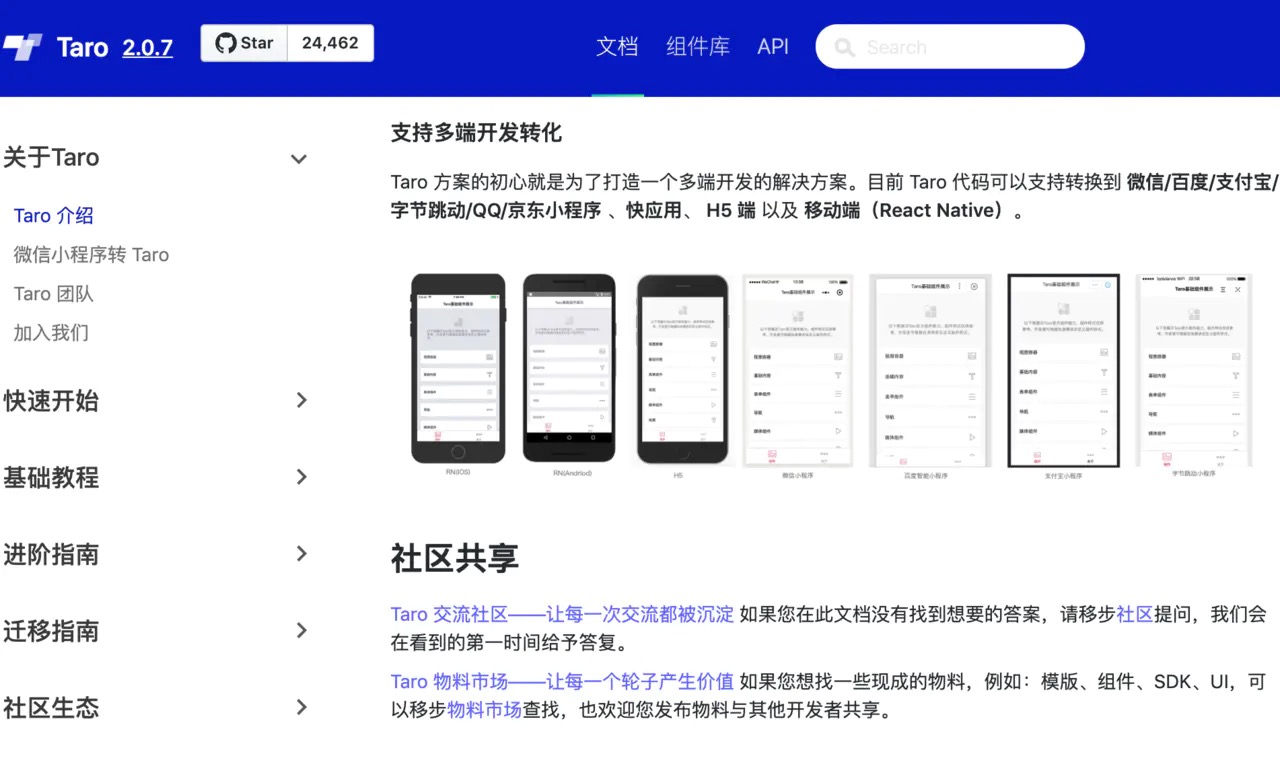 Taro 2.0.7
Star 24,462
文档 组件库 API Search
关于Taro
Taro 介绍
微信小程序转 Taro
Taro 团队
加入我们
快速开始
基础教程
进阶指南
迁移指南
社区生态
支持多端开发转化
Taro 方案的初心就是为了打造一个多端开发的解决方案。目前 Taro 代码可以支持转换到 微信/百度/支付宝/
字节跳动/QQ/京东小程序 、快应用、 H5 端 以及 移动端（React Native） 。
RN(iOS)
RN(Andriod)
H5
微信小程序
百度智能小程序
支付宝小程序
字节跳动小程序
社区共享
Taro 交流社区——让每一次交流都被沉淀 如果您在此文档没有找到想要的答案，请移步社区提问，我们会
在看到的第一时间给予答复。
Taro 物料市场——让每一个轮子产生价值 如果您想找一些现成的物料，例如：模版、组件、SDK、UI，可
以移步物料市场查找，也欢迎您发布物料与其他开发者共享。